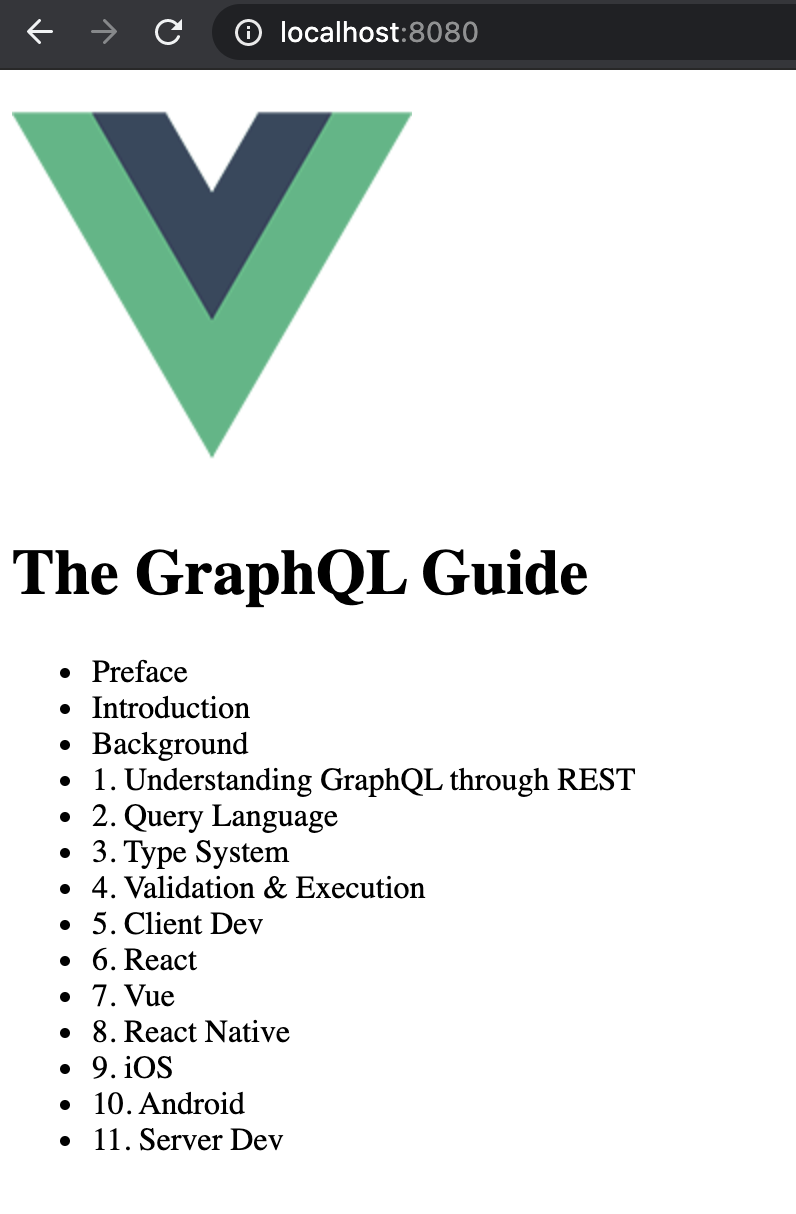 localhost:8080
The GraphQL Guide
Preface
Introduction
Background
1. Understanding GraphQL through REST
2. Query Language
3. Type System
4. Validation & Execution
5. Client Dev
6. React
7. Vue
8. React Native
9. iOS
10. Android
11. Server Dev